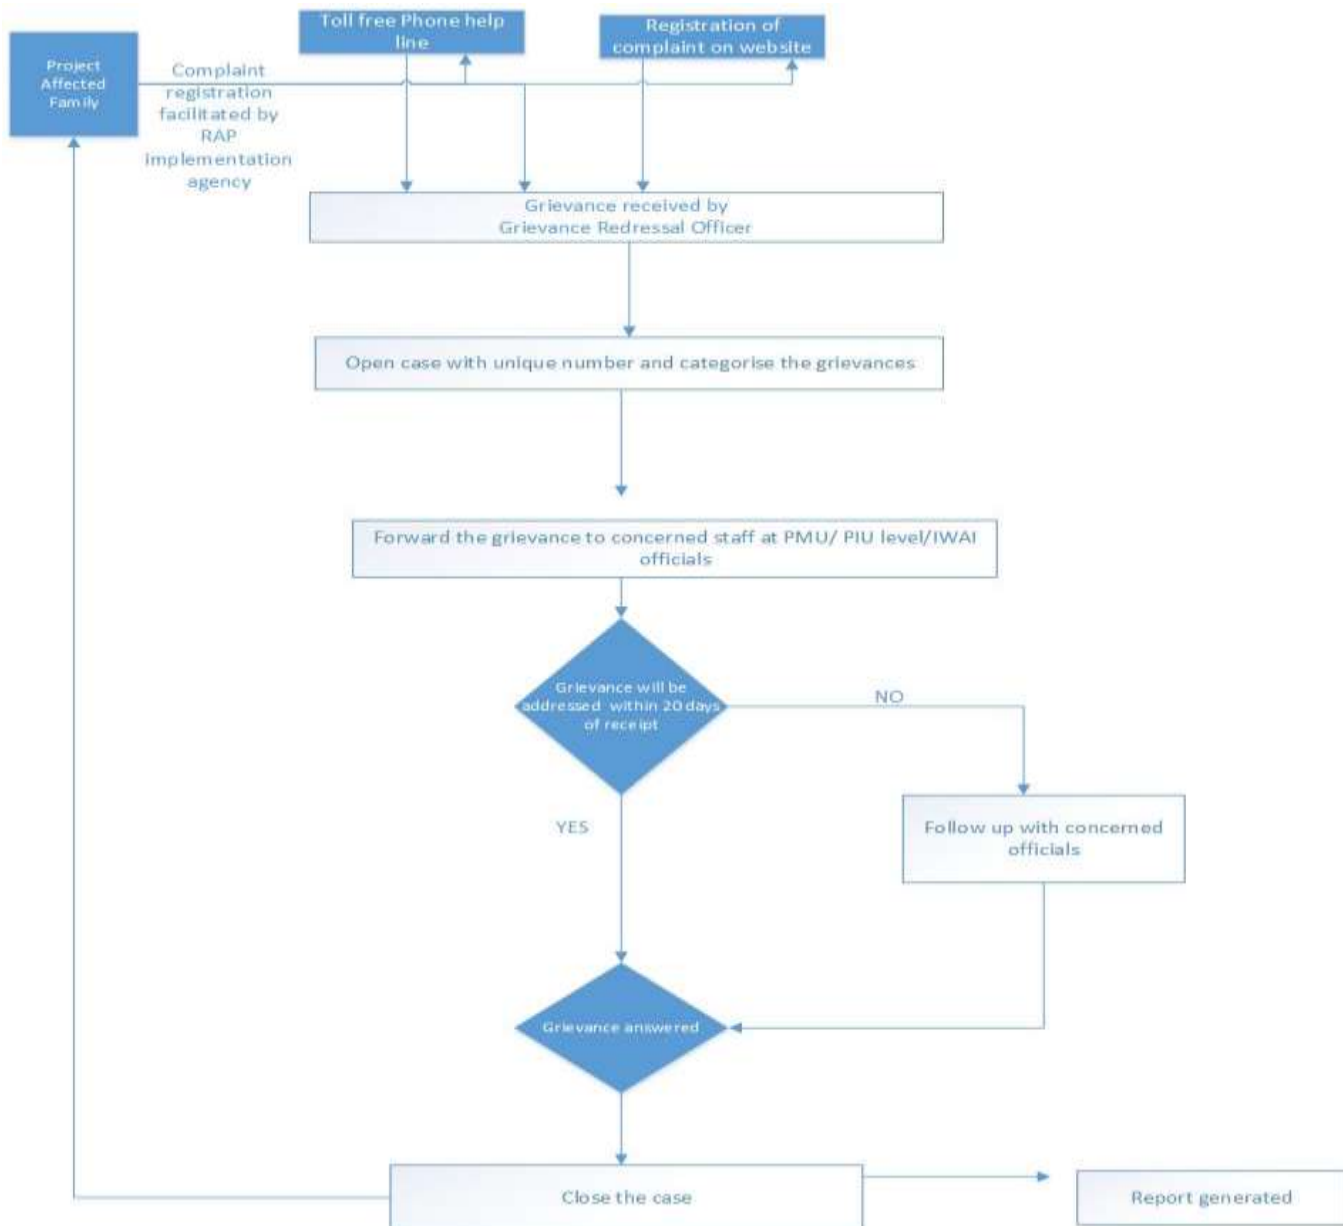 Toll free Phone help
line
Registration of
complaint on website
Project
Affected
Family
Complaint
registration
facilitated by
RAP
implementation
agency
Grievance received by
Grievance Redressal Officer
Open case with unique number and categorise the grievances
Forward the grievance to concerned staff at PMU/ PIU level/IWAI
officials
Grievance will be
addressed within 20 days
of receipt
NO
YES
Follow up with concerned
officials
Grievance answered
Close the case
Report generated